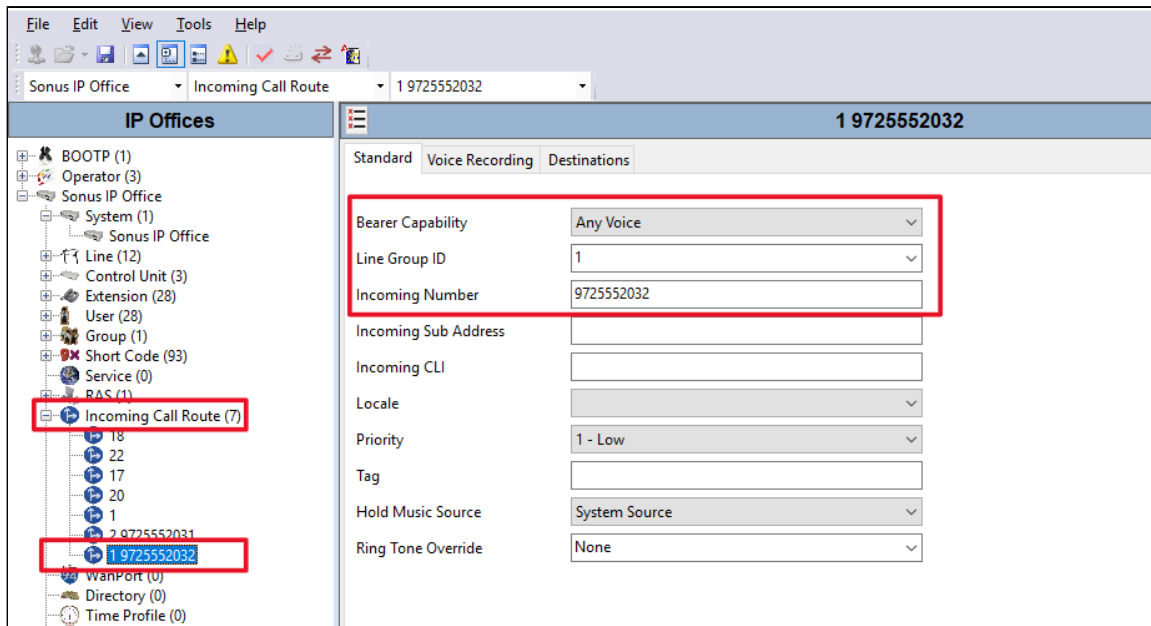 File Edit View Tools Help
Sonus IP Office Incoming Call Route 1 9725552032
IP Offices
1 9725552032
BOOTP (1)
Operator (3)
Sonus IP Office
System (1)
Sonus IP Office
Line (12)
Control Unit (3)
Extension (28)
User (28)
Group (1)
Short Code (93)
Service (0)
RAS (1)
Incoming Call Route (7)
18
22
17
20
1
2 9725552031
1 9725552032
WanPort (0)
Directory (0)
Time Profile (0)
Standard Voice Recording Destinations
Bearer Capability Any Voice
Line Group ID 1
Incoming Number 9725552032
Incoming Sub Address
Incoming CLI
Locale
Priority 1 - Low
Tag
Hold Music Source System Source
Ring Tone Override None